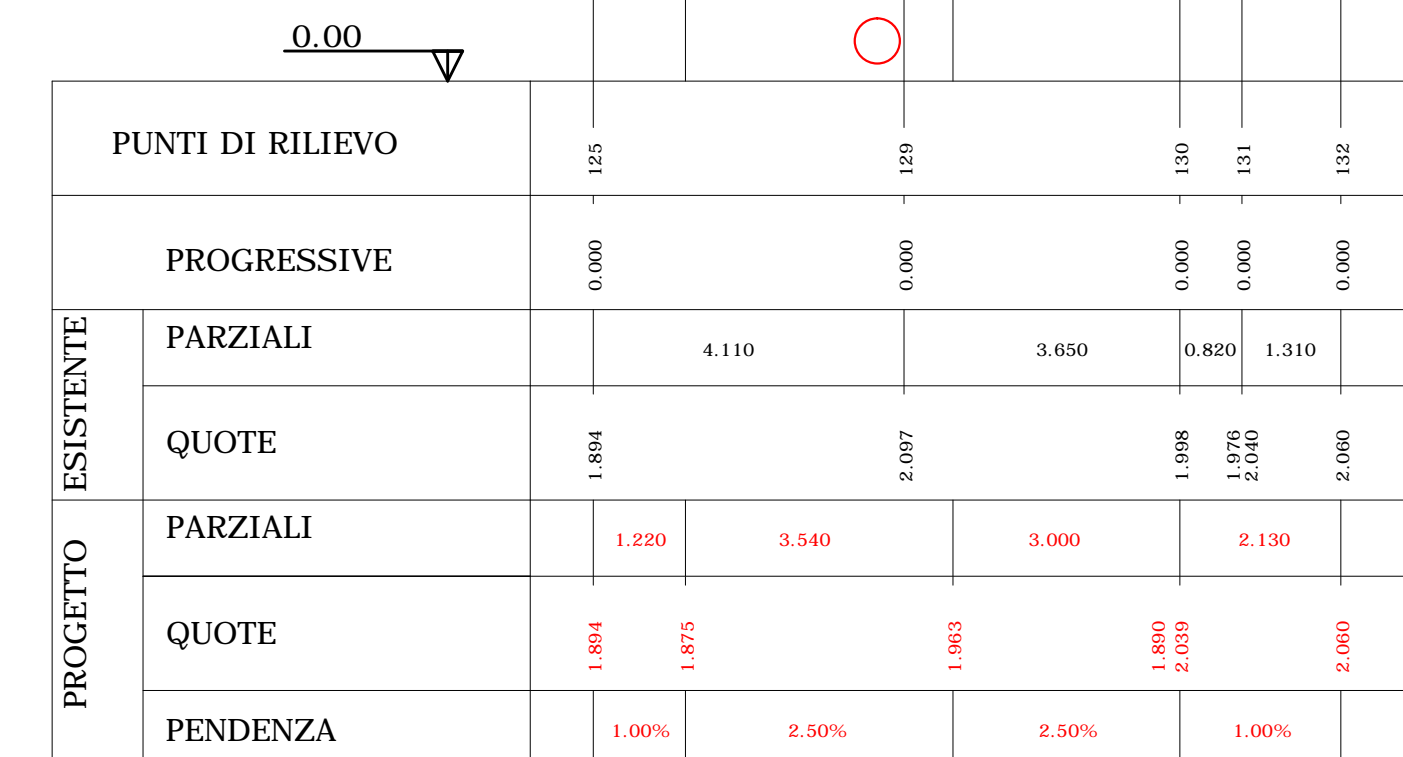 0.00
PUNTI DI RILIEVO 125 129 130 131 132
PROGRESSIVE 0.000 0.000 0.000 0.000 0.000
ESISTENTE
PARZIALI 4.110 3.650 0.820 1.310
QUOTE 1.894 2.097 1.998 1.976 2.040 2.060
PROGETTO
PARZIALI 1.220 3.540 3.000 2.130
QUOTE 1.894 1.875 1.963 1.890 2.039 2.060
PENDENZA 1.00% 2.50% 2.50% 1.00%